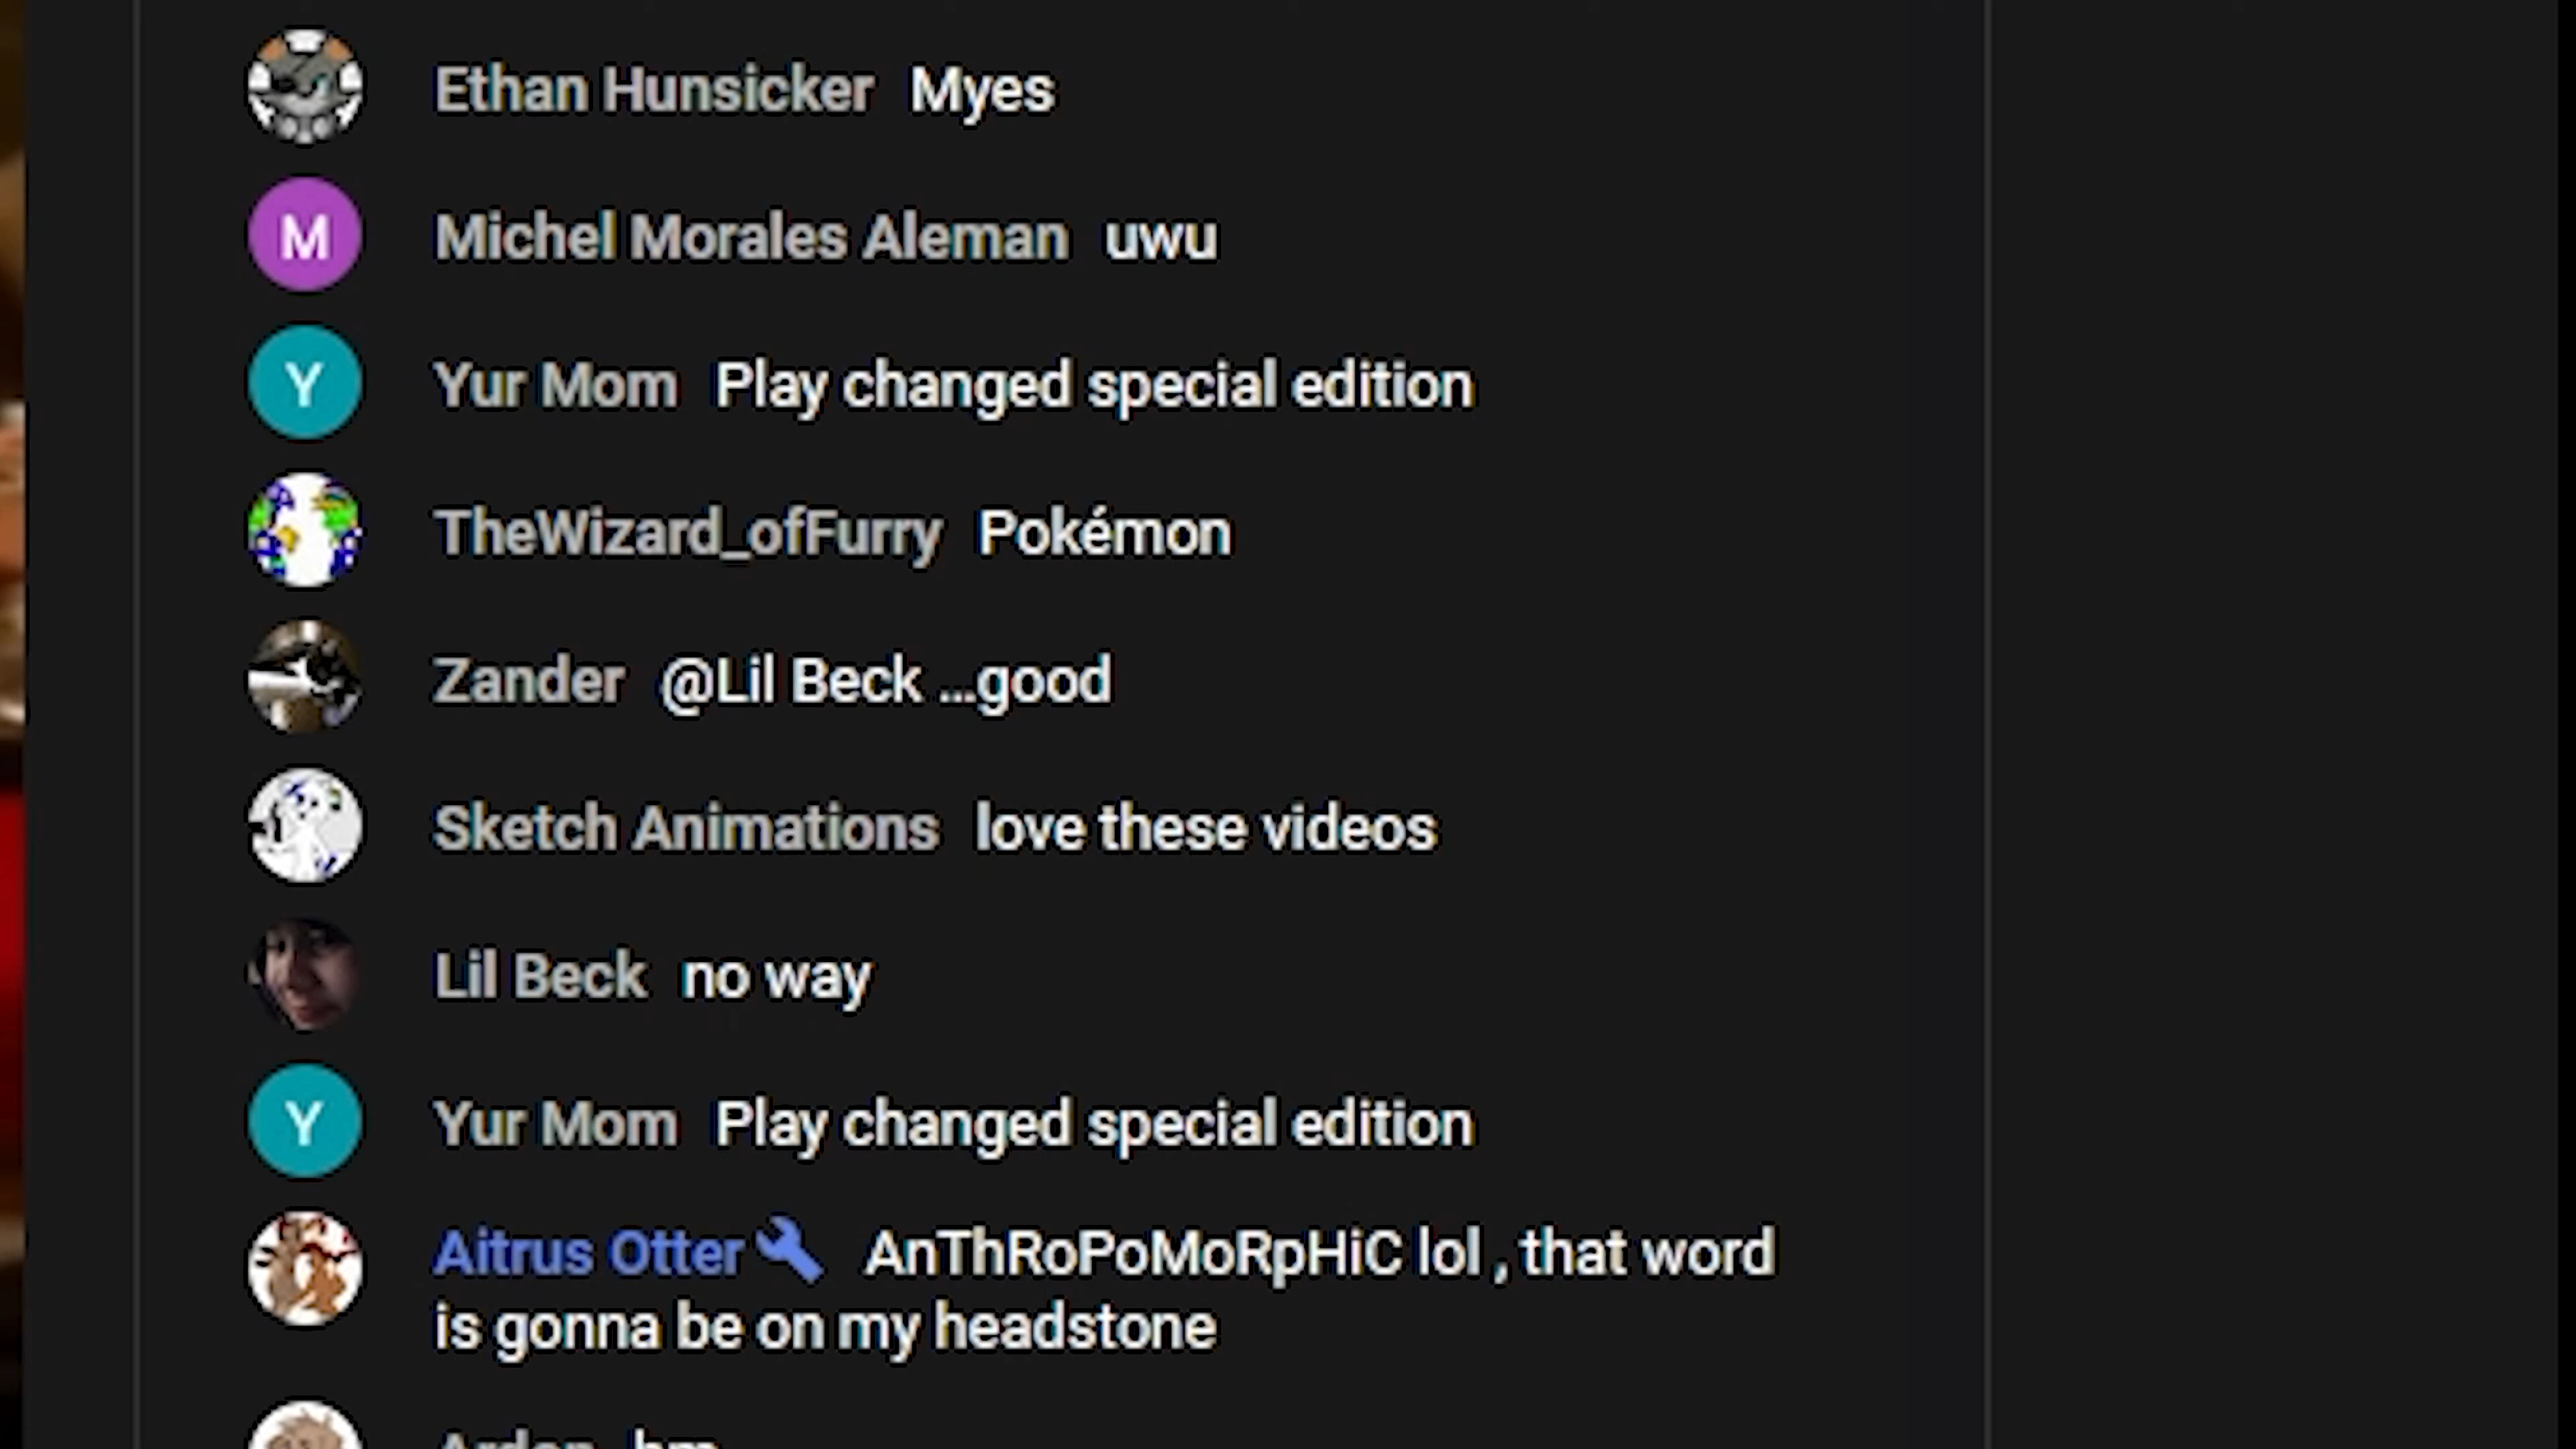 Ethan Hunsicker Myes
M Michel Morales Aleman uwu
Y Yur Mom Play changed special edition
TheWizard_ofFurry Pokémon
Zander @Lil Beck ...good
Sketch Animations love these videos
Lil Beck no way
Y Yur Mom Play changed special edition
Aitrus Otter AnThRoPoMoRpHiC lol , that word
is gonna be on my headstone